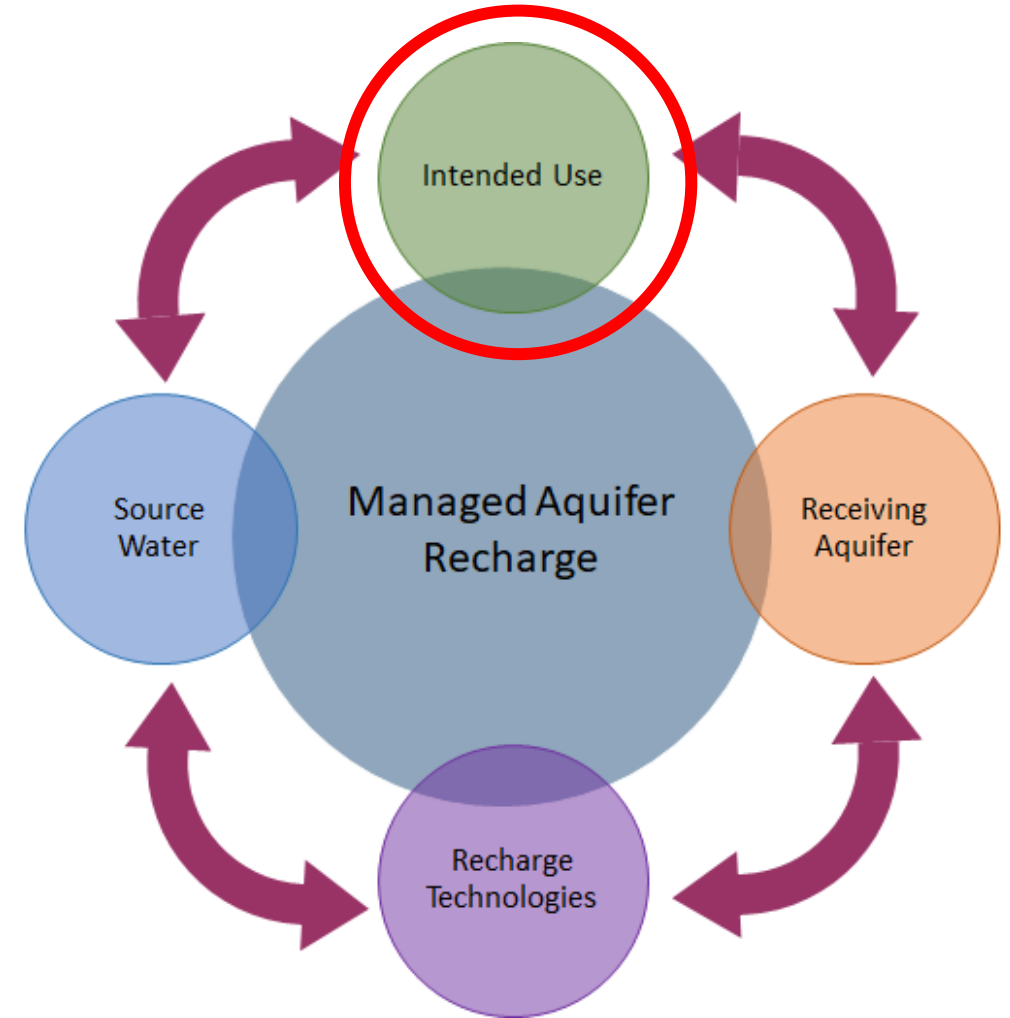 Intended Use
Source
Water
Managed Aquifer
Recharge
Receiving
Aquifer
Recharge
Technologies